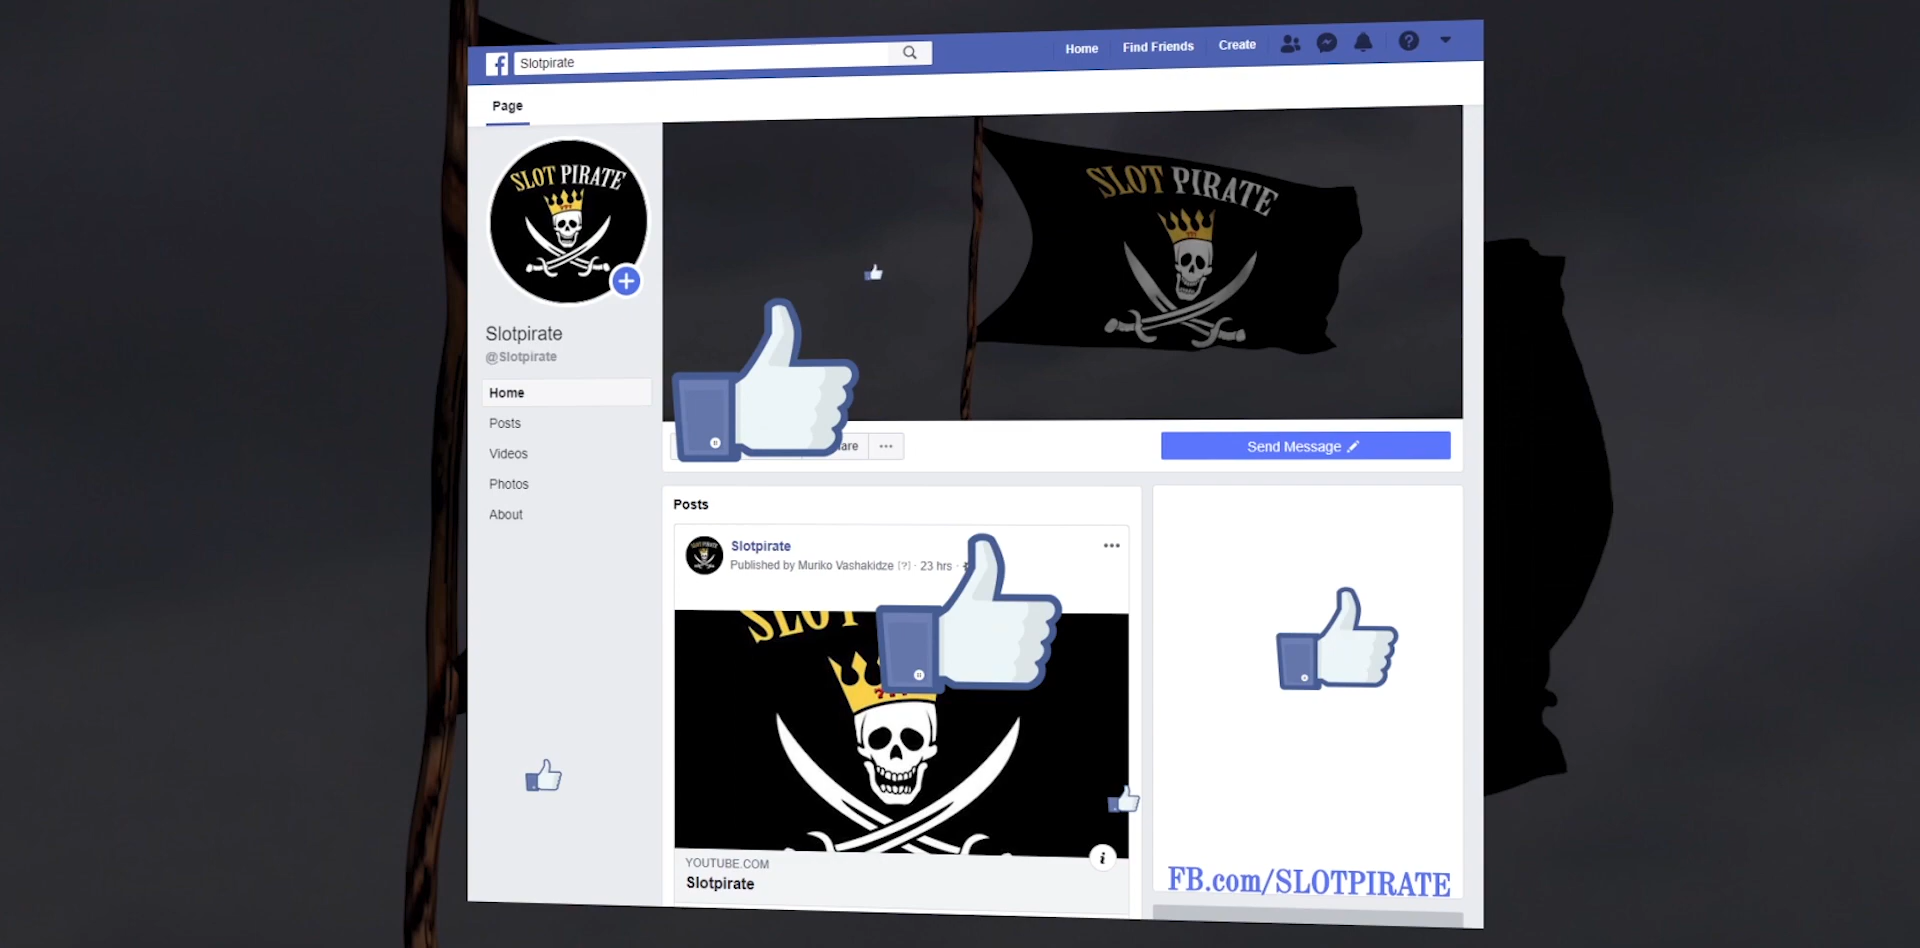 Slotpirate
Home
Find Friends
Create
Page
SLOT PIRATE
SLOT PIRATE
Slotpirate
@Slotpirate
Home
Posts
Videos
Photos
About
are
Send Message
Posts
Slotpirate
Published by Muriko Vashakidze [?] · 23 hrs ·
SLOT
YOUTUBE.COM
Slotpirate
FB.com/SLOTPIRATE